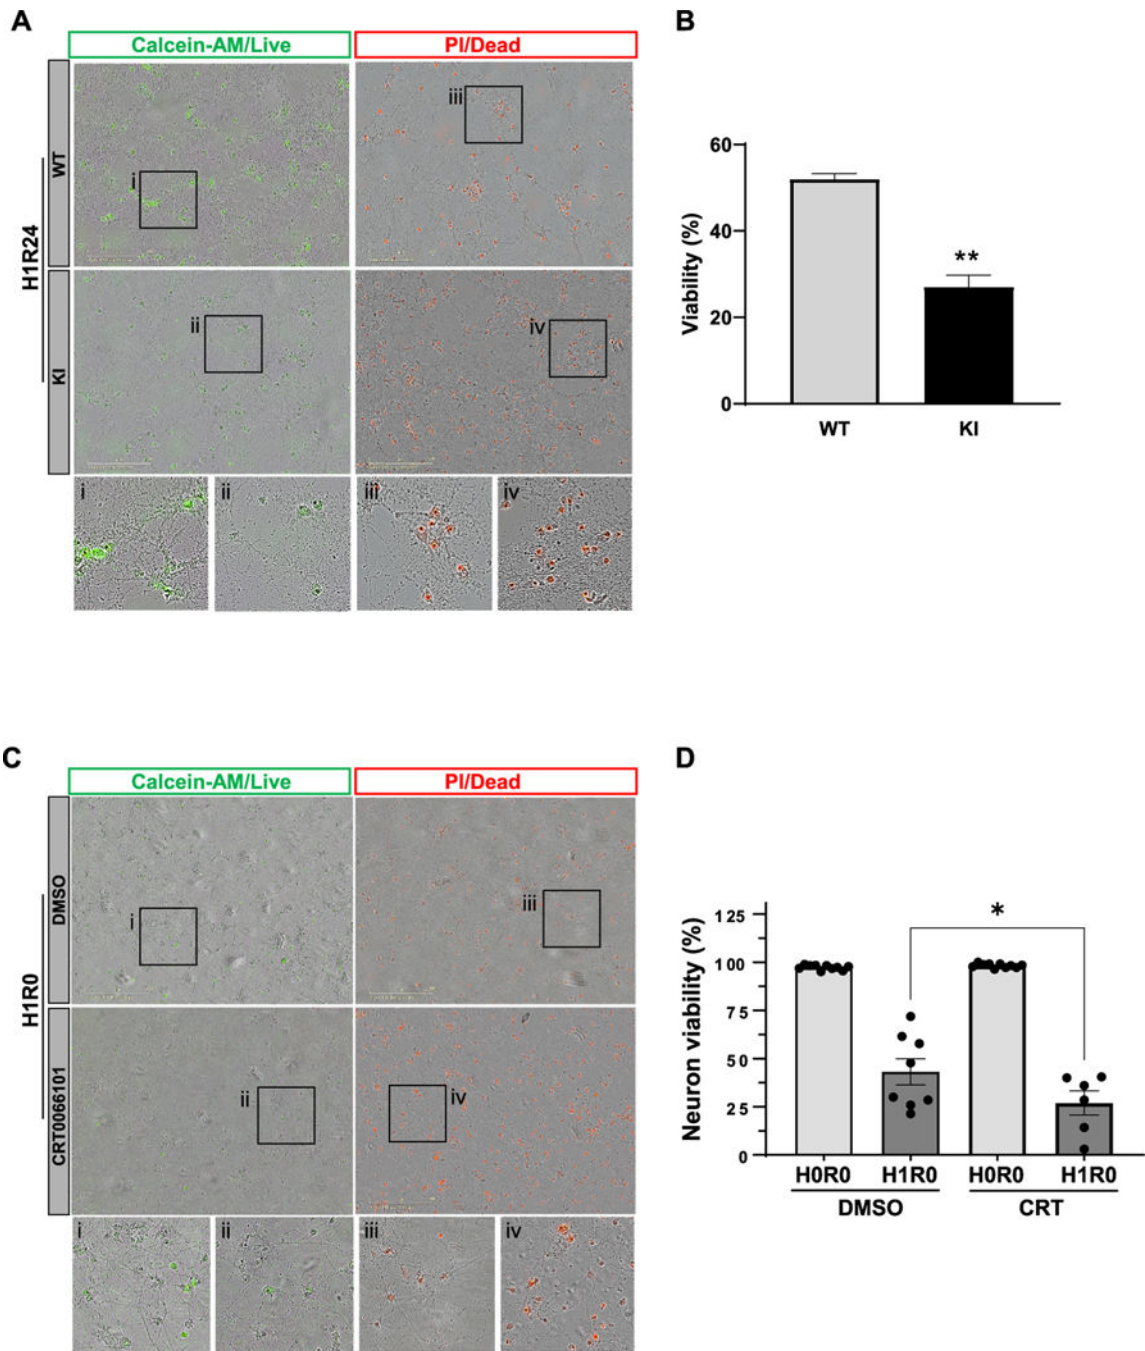 A
Calcein-AM/Live
PI/Dead
H1R24
WT
KI
i
iii
ii
iv
i
ii
iii
iv
B
Viability (%)
60
40
20
0
**
WT
KI
C
Calcein-AM/Live
PI/Dead
H1R0
DMSO
CRT0066101
i
iii
ii
iv
i
ii
iii
iv
D
Neuron viability (%)
125
100
75
50
25
0
*
H0R0
H1R0
H0R0
H1R0
DMSO
CRT